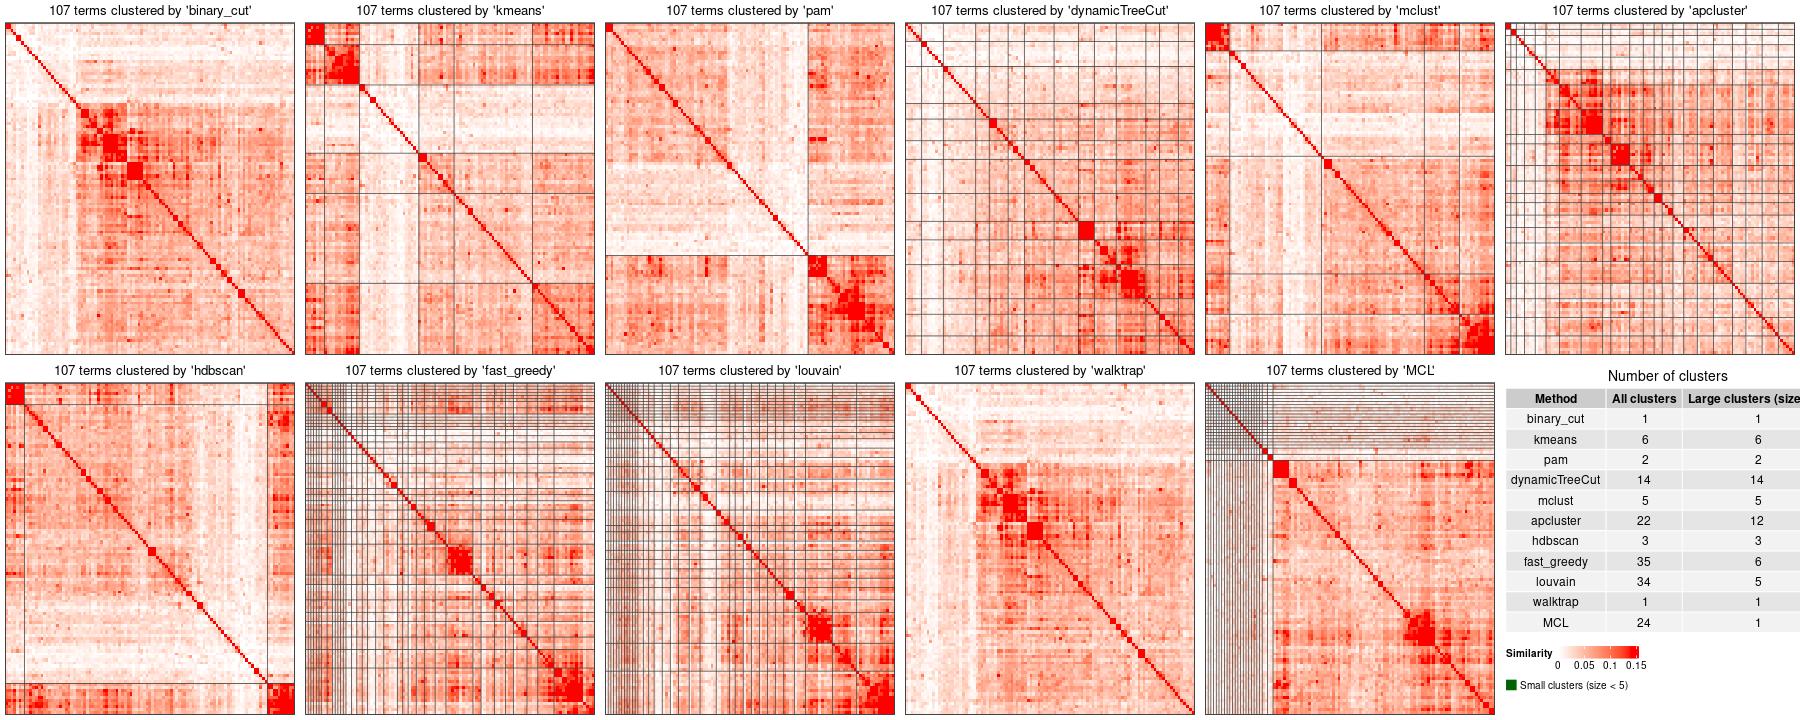 107 terms clustered by 'binary_cut'
107 terms clustered by 'kmeans'
107 terms clustered by 'pam'
107 terms clustered by 'dynamicTreeCut'
107 terms clustered by 'mclust'
107 terms clustered by 'apcluster'
107 terms clustered by 'hdbscan'
107 terms clustered by 'fast_greedy'
107 terms clustered by 'louvain'
107 terms clustered by 'walktrap'
107 terms clustered by 'MCL'
Number of clusters
Method All clusters Large clusters (size
binary_cut 1 1
kmeans 6 6
pam 2 2
dynamicTreeCut 14 14
mclust 5 5
apcluster 22 12
hdbscan 3 3
fast_greedy 35 6
louvain 34 5
walktrap 1 1
MCL 24 1
Similarity
0 0.05 0.1 0.15
Small clusters (size < 5)